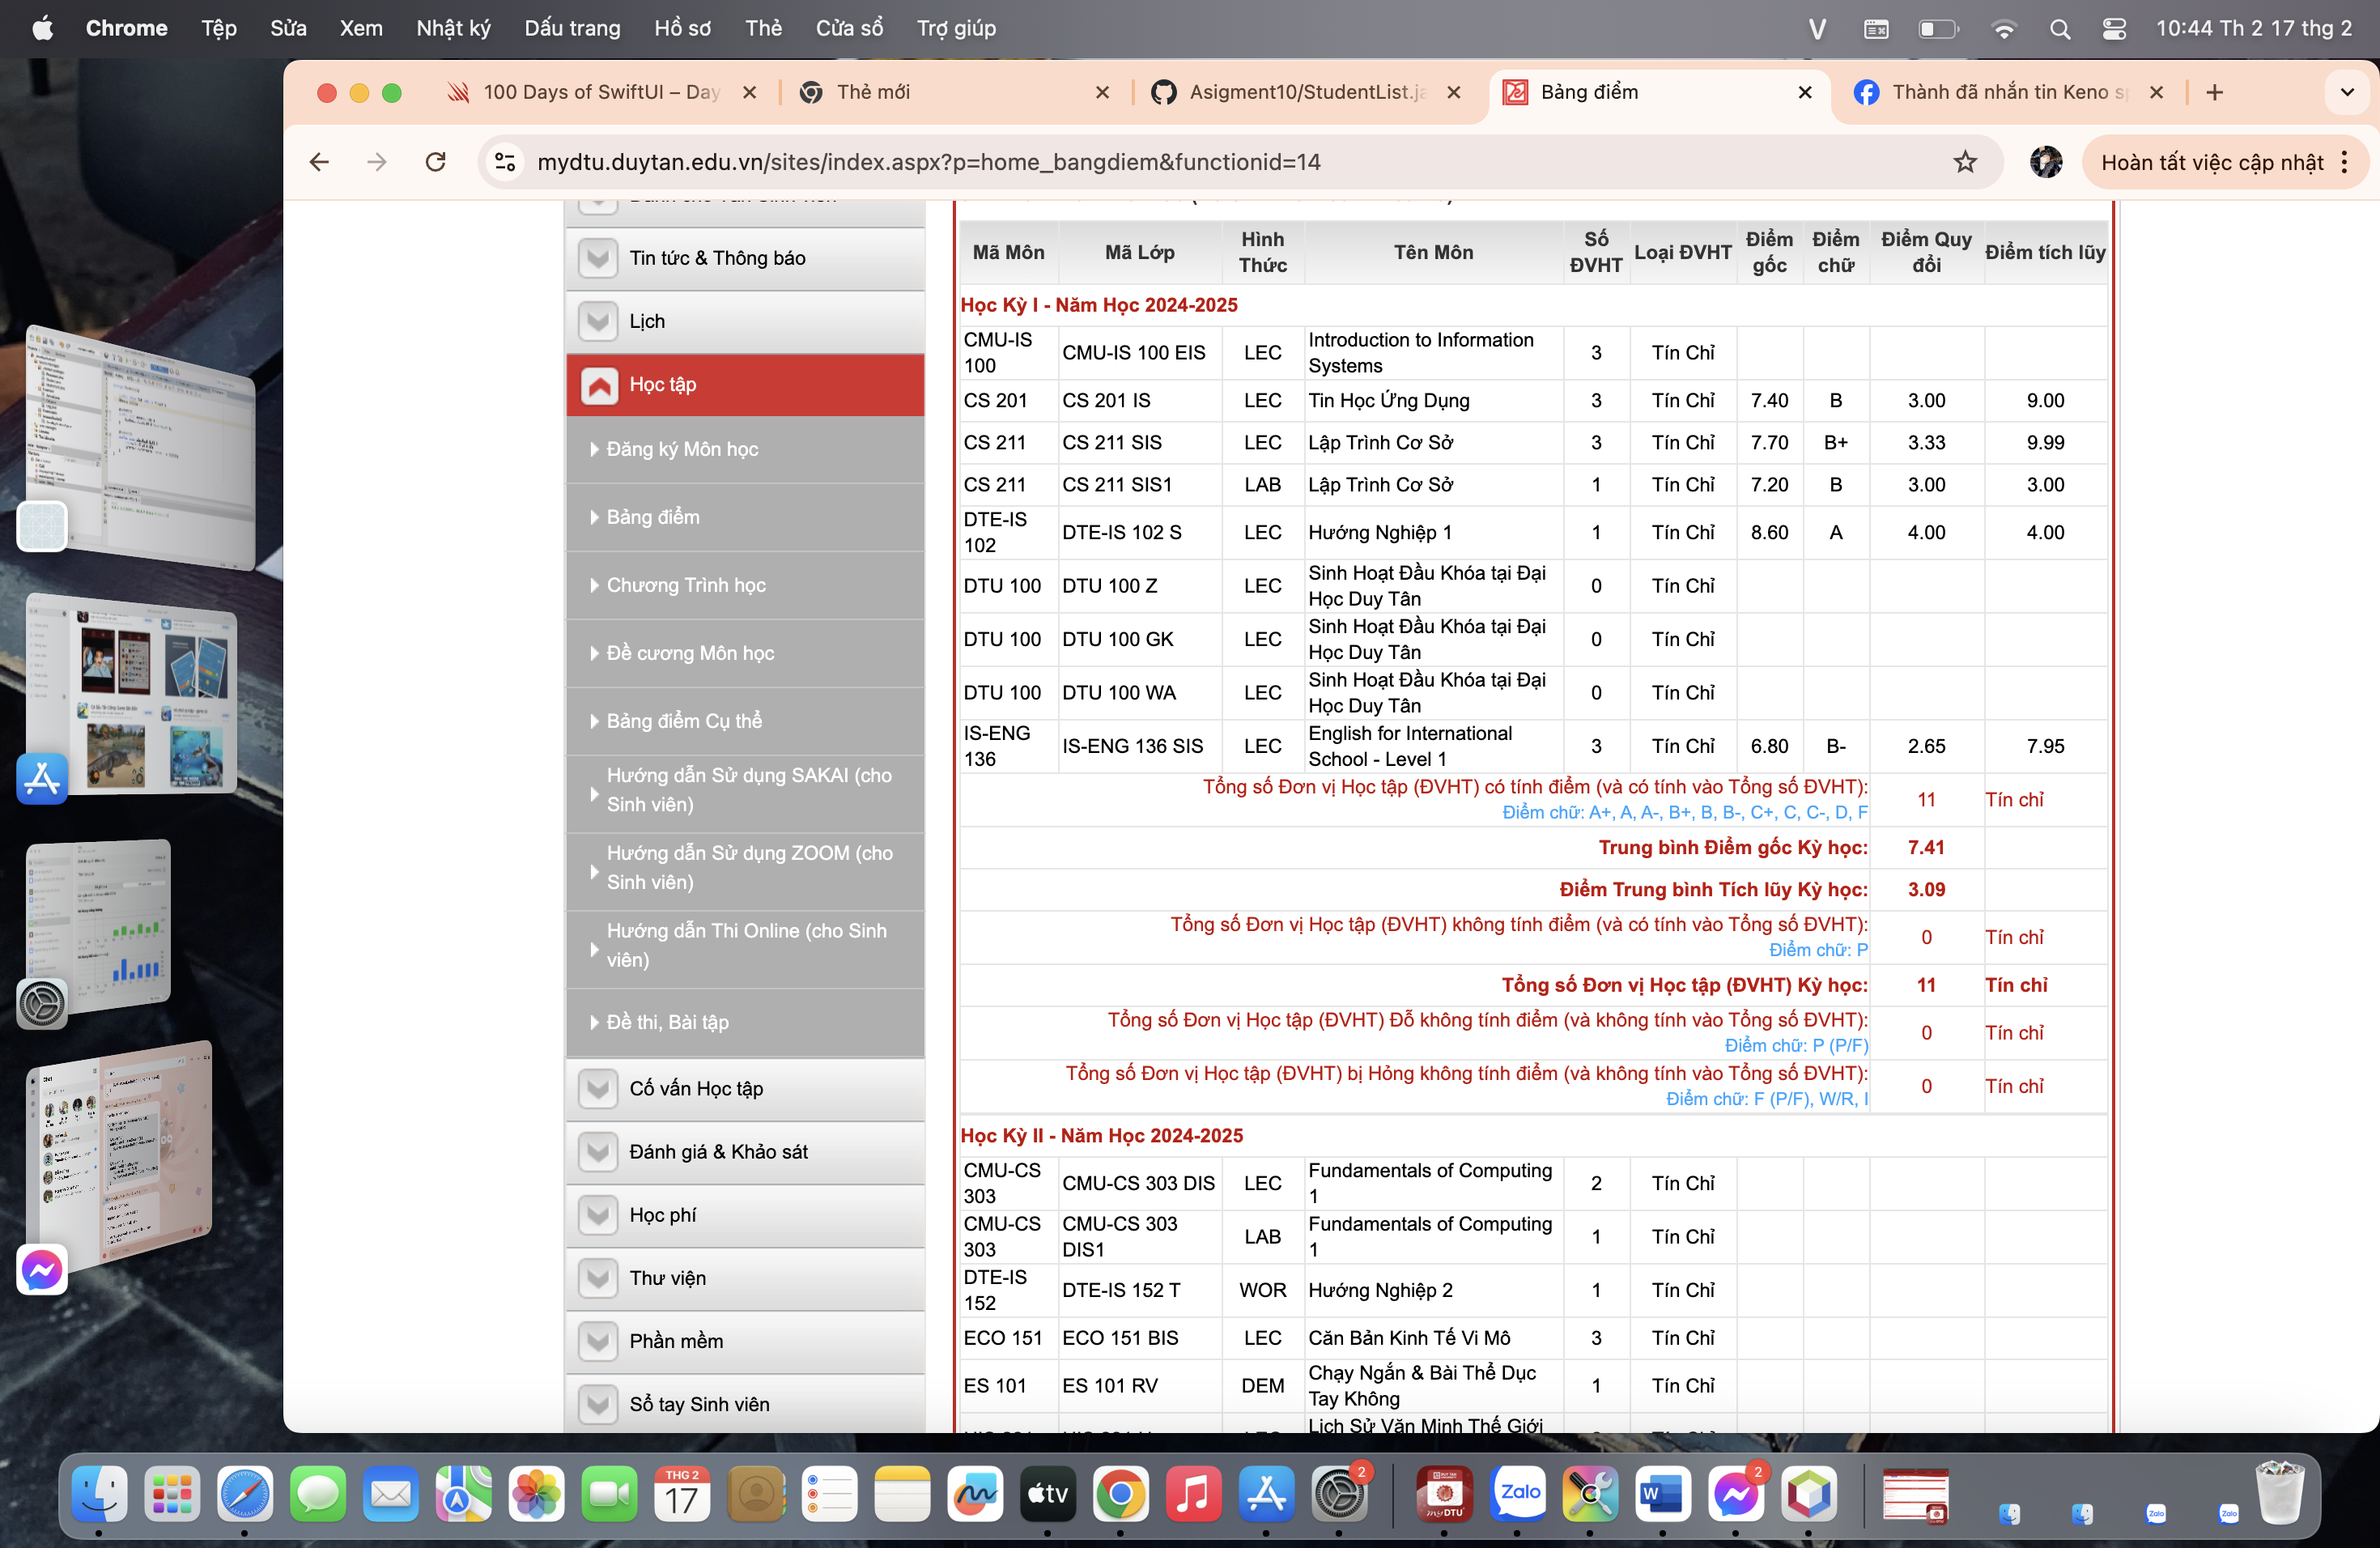 Chrome Tệp Sửa Xem Nhật ký Dấu trang Hồ sơ Thẻ Cửa sổ Trợ giúp 10:44 Th 2 17 thg 2
100 Days of SwiftUI – Day Thẻ mới Asigment10/StudentList.ja Bảng điểm Thành đã nhắn tin Keno s
mydtu.duytan.edu.vn/sites/index.aspx?p=home_bangdiem&functionid=14 Hoàn tất việc cập nhật
Tin tức & Thông báo
Lịch
Học tập
Đăng ký Môn học
Bảng điểm
Chương Trình học
Đề cương Môn học
Bảng điểm Cụ thể
Hướng dẫn Sử dụng SAKAI (cho
Sinh viên)
Hướng dẫn Sử dụng ZOOM (cho
Sinh viên)
Hướng dẫn Thi Online (cho Sinh
viên)
Đề thi, Bài tập
Cố vấn Học tập
Đánh giá & Khảo sát
Học phí
Thư viện
Phần mềm
Sổ tay Sinh viên
Mã Môn Mã Lớp Hình Thức Tên Môn Số ĐVHT Loại ĐVHT Điểm gốc Điểm chữ Điểm Quy đổi Điểm tích lũy
Học Kỳ I - Năm Học 2024-2025
CMU-IS 100 CMU-IS 100 EIS LEC Introduction to Information Systems 3 Tín Chỉ
CS 201 CS 201 IS LEC Tin Học Ứng Dụng 3 Tín Chỉ 7.40 B 3.00 9.00
CS 211 CS 211 SIS LEC Lập Trình Cơ Sở 3 Tín Chỉ 7.70 B+ 3.33 9.99
CS 211 CS 211 SIS1 LAB Lập Trình Cơ Sở 1 Tín Chỉ 7.20 B 3.00 3.00
DTE-IS 102 DTE-IS 102 S LEC Hướng Nghiệp 1 1 Tín Chỉ 8.60 A 4.00 4.00
DTU 100 DTU 100 Z LEC Sinh Hoạt Đầu Khóa tại Đại Học Duy Tân 0 Tín Chỉ
DTU 100 DTU 100 GK LEC Sinh Hoạt Đầu Khóa tại Đại Học Duy Tân 0 Tín Chỉ
DTU 100 DTU 100 WA LEC Sinh Hoạt Đầu Khóa tại Đại Học Duy Tân 0 Tín Chỉ
IS-ENG 136 IS-ENG 136 SIS LEC English for International School - Level 1 3 Tín Chỉ 6.80 B- 2.65 7.95
Tổng số Đơn vị Học tập (ĐVHT) có tính điểm (và có tính vào Tổng số ĐVHT): 11 Tín chỉ
Điểm chữ: A+, A, A-, B+, B, B-, C+, C, C-, D, F
Trung bình Điểm gốc Kỳ học: 7.41
Điểm Trung bình Tích lũy Kỳ học: 3.09
Tổng số Đơn vị Học tập (ĐVHT) không tính điểm (và có tính vào Tổng số ĐVHT): 0 Tín chỉ
Điểm chữ: P
Tổng số Đơn vị Học tập (ĐVHT) Kỳ học: 11 Tín chỉ
Tổng số Đơn vị Học tập (ĐVHT) Đỗ không tính điểm (và không tính vào Tổng số ĐVHT): 0 Tín chỉ
Điểm chữ: P (P/F)
Tổng số Đơn vị Học tập (ĐVHT) bị Hỏng không tính điểm (và không tính vào Tổng số ĐVHT): 0 Tín chỉ
Điểm chữ: F (P/F), W/R, I
Học Kỳ II - Năm Học 2024-2025
CMU-CS 303 CMU-CS 303 DIS LEC Fundamentals of Computing 1 2 Tín Chỉ
CMU-CS 303 CMU-CS 303 DIS1 LAB Fundamentals of Computing 1 1 Tín Chỉ
DTE-IS 152 DTE-IS 152 T WOR Hướng Nghiệp 2 1 Tín Chỉ
ECO 151 ECO 151 BIS LEC Căn Bản Kinh Tế Vi Mô 3 Tín Chỉ
ES 101 ES 101 RV DEM Chạy Ngắn & Bài Thể Dục Tay Không 1 Tín Chỉ
Lịch Sử Văn Minh Thế Giới
THG 2
17
tv
2
myDTU
Zalo
W
2
Zalo
Zalo